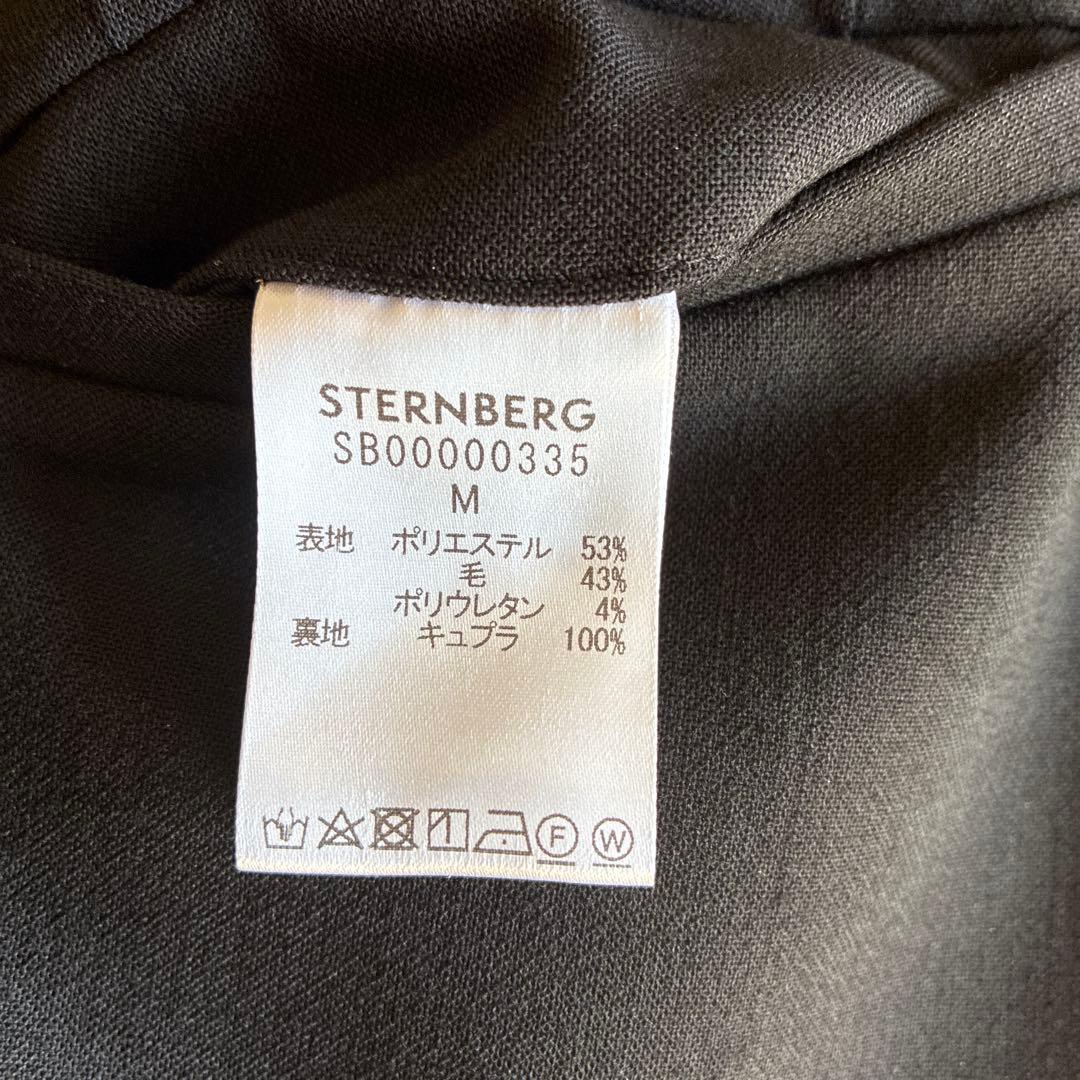 STERNBERG
SB00000335
M
表地 ポリエステル 53%
毛 43%
ポリウレタン 4%
裏地 キュプラ 100%
F W